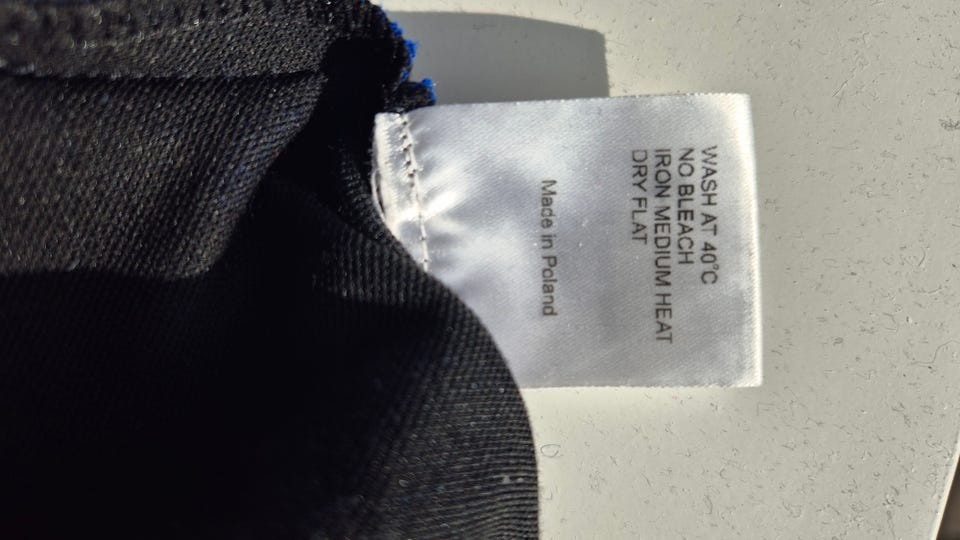 WASH AT 40°C
NO BLEACH
IRON MEDIUM HEAT
DRY FLAT
Made in Poland